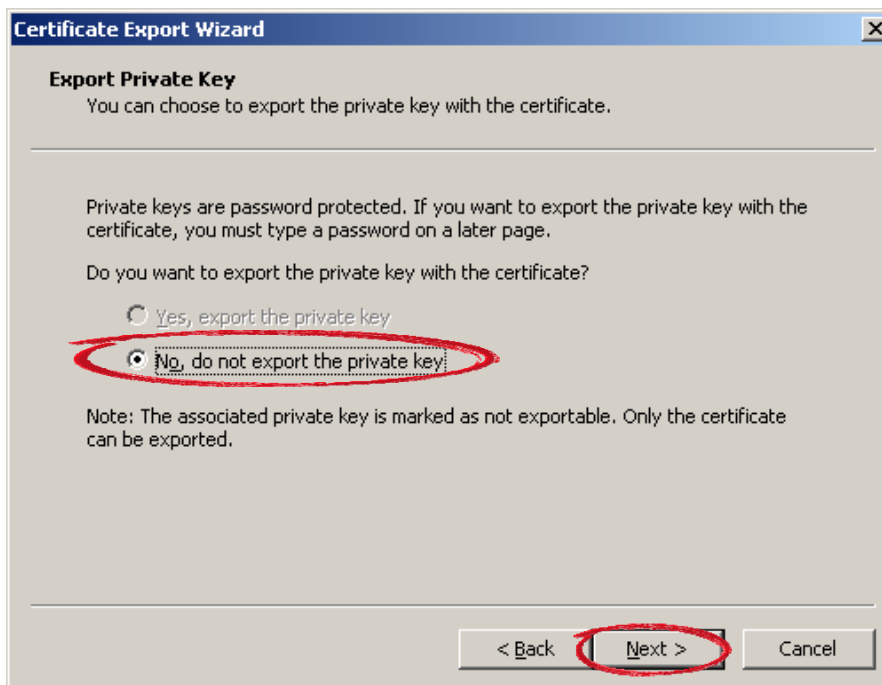 Certificate Export Wizard
Export Private Key
You can choose to export the private key with the certificate.
Private keys are password protected. If you want to export the private key with the
certificate, you must type a password on a later page.
Do you want to export the private key with the certificate?
Yes, export the private key
No, do not export the private key
Note: The associated private key is marked as not exportable. Only the certificate
can be exported.
< Back Next > Cancel